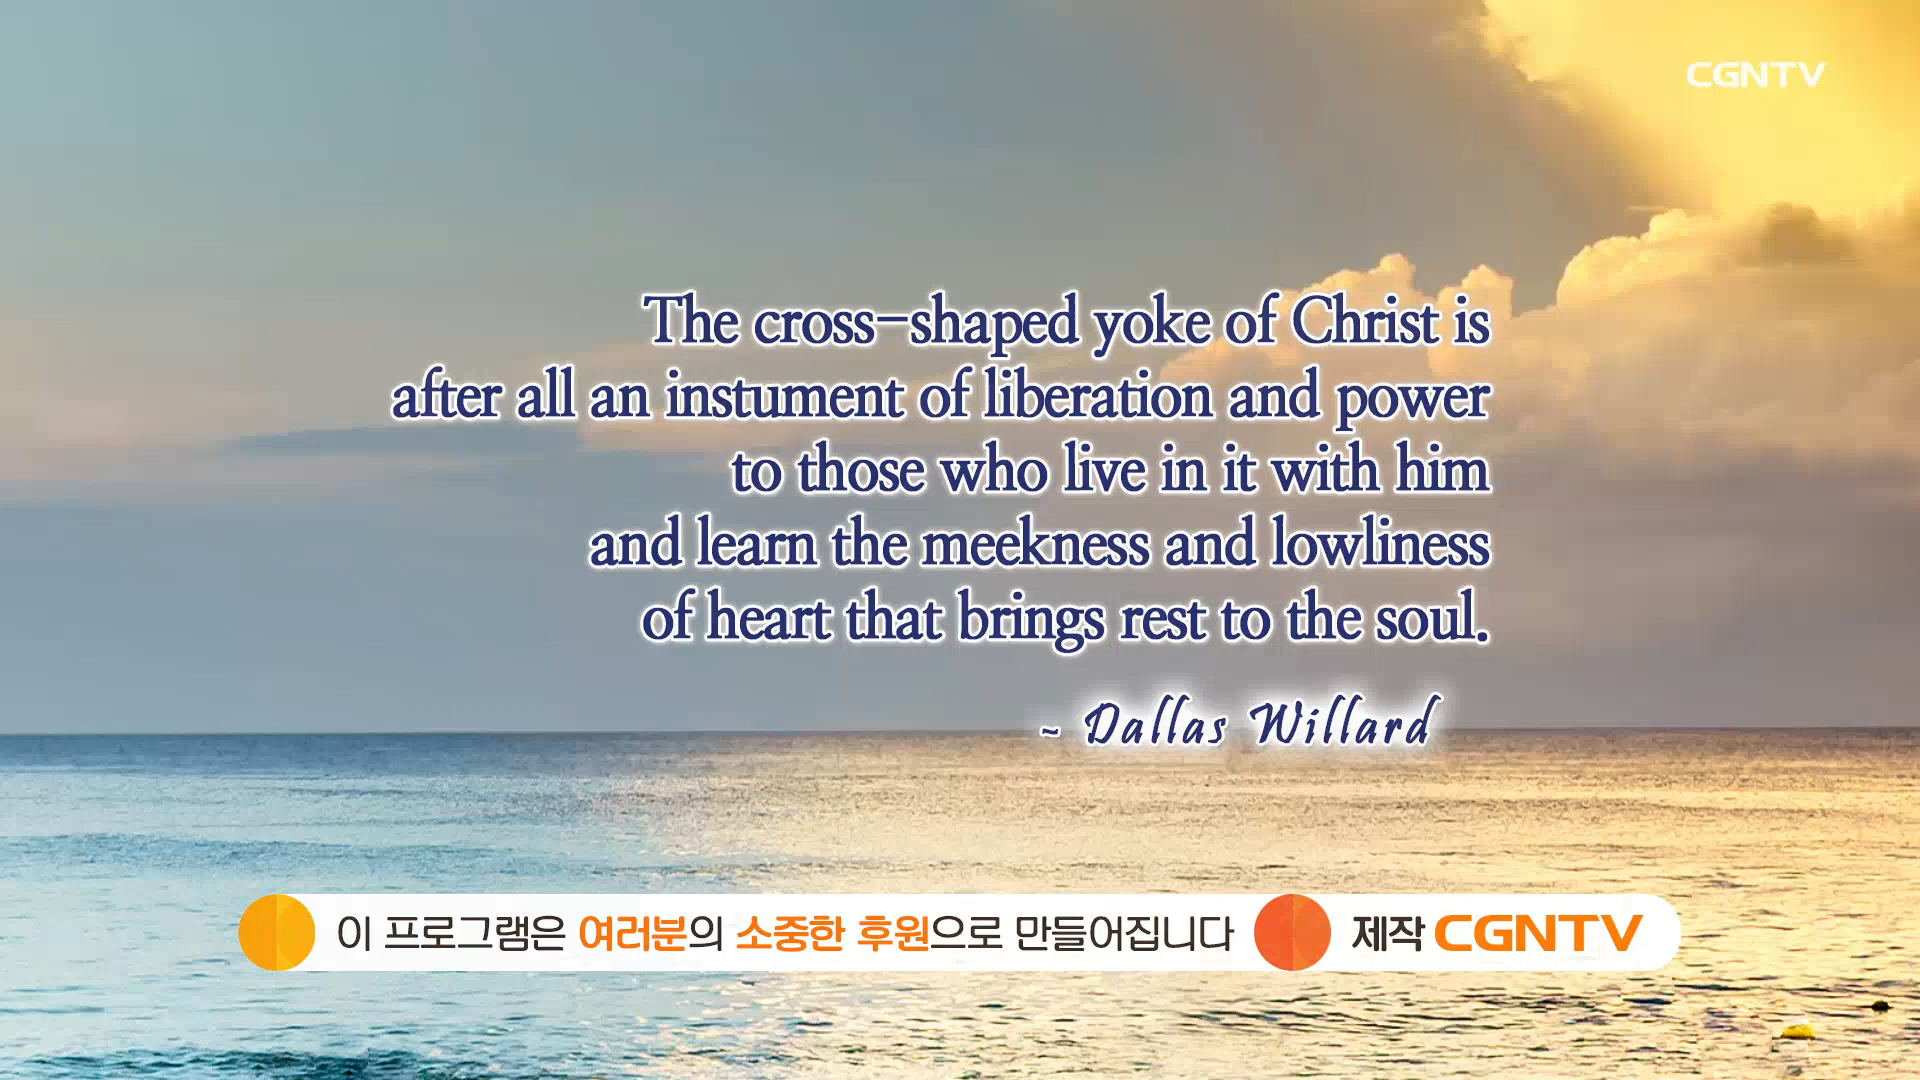 CGNTV
The cross-shaped yoke of Christ is
after all an instument of liberation and power
to those who live in it with him
and learn the meekness and lowliness
of heart that brings rest to the soul.
- Dallas Willard
이 프로그램은 여러분의 소중한 후원으로 만들어집니다 제작 CGNTV